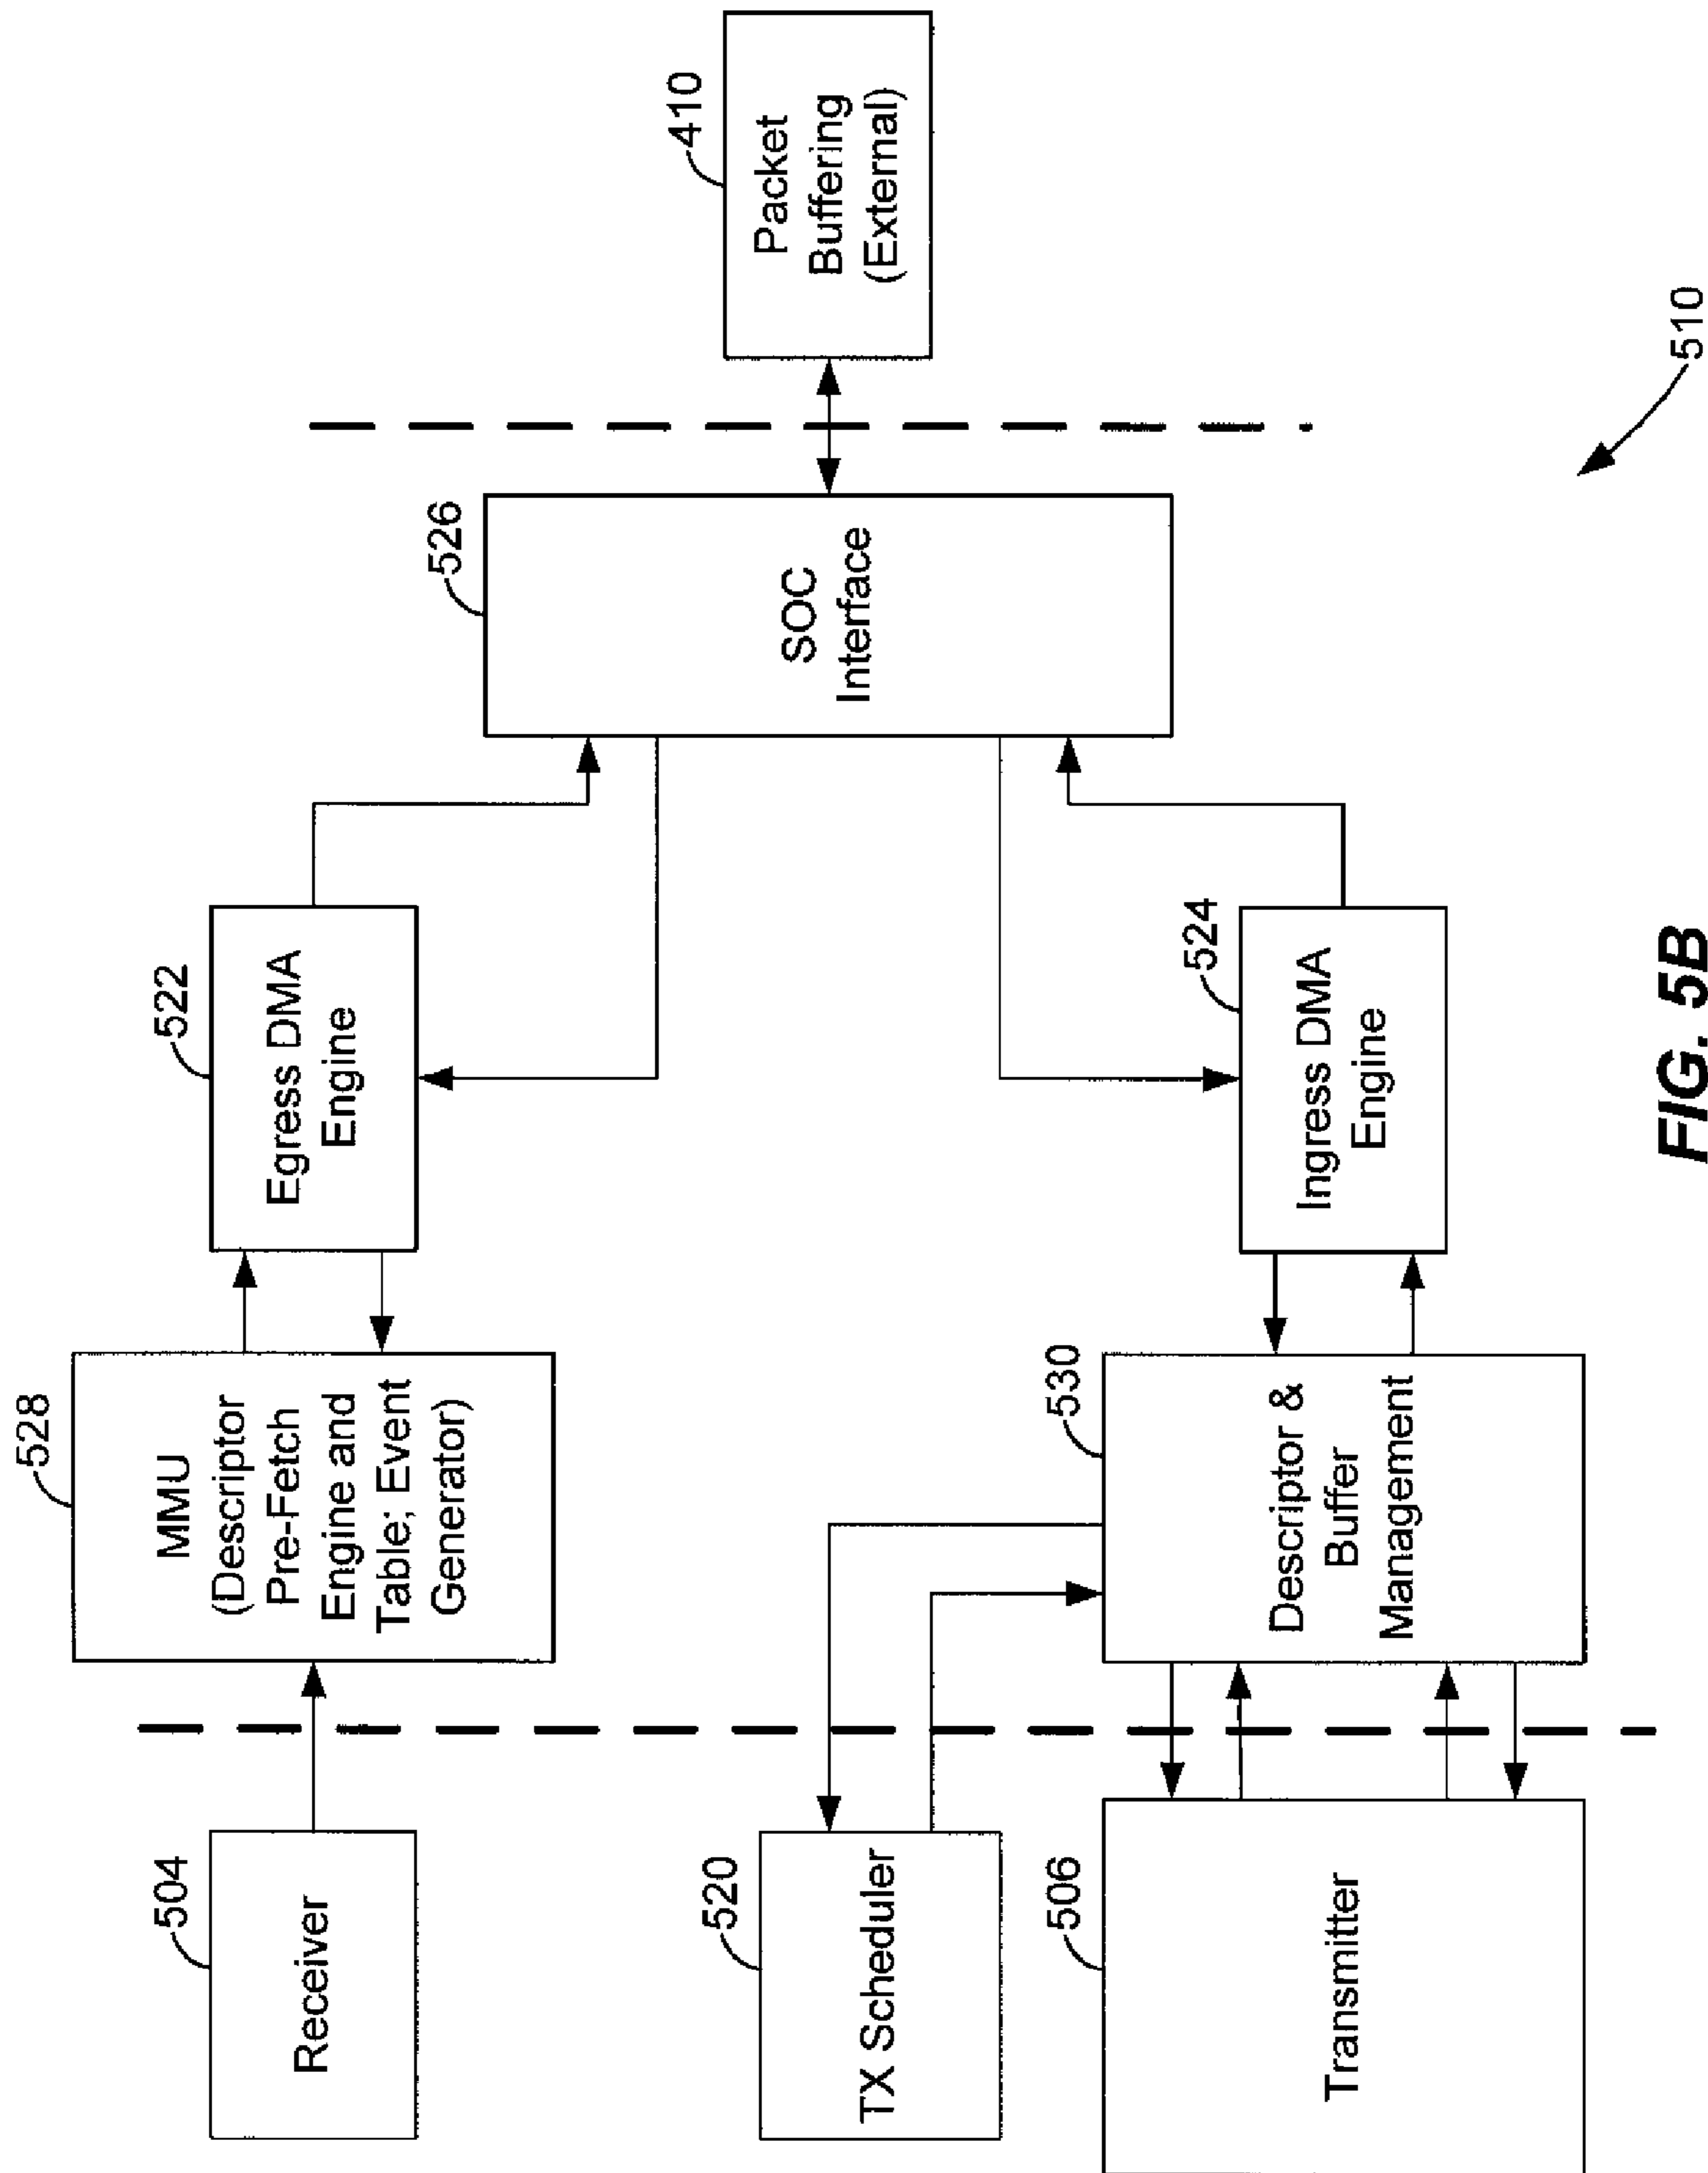 504
Receiver
528
MMU
(Descriptor
Pre-Fetch
Engine and
Table; Event
Generator)
522
Egress DMA
Engine
526
SOC
Interface
410
Packet
Buffering
(External)
520
TX Scheduler
506
Transmitter
530
Descriptor &
Buffer
Management
524
Ingress DMA
Engine
510
FIG. 5B